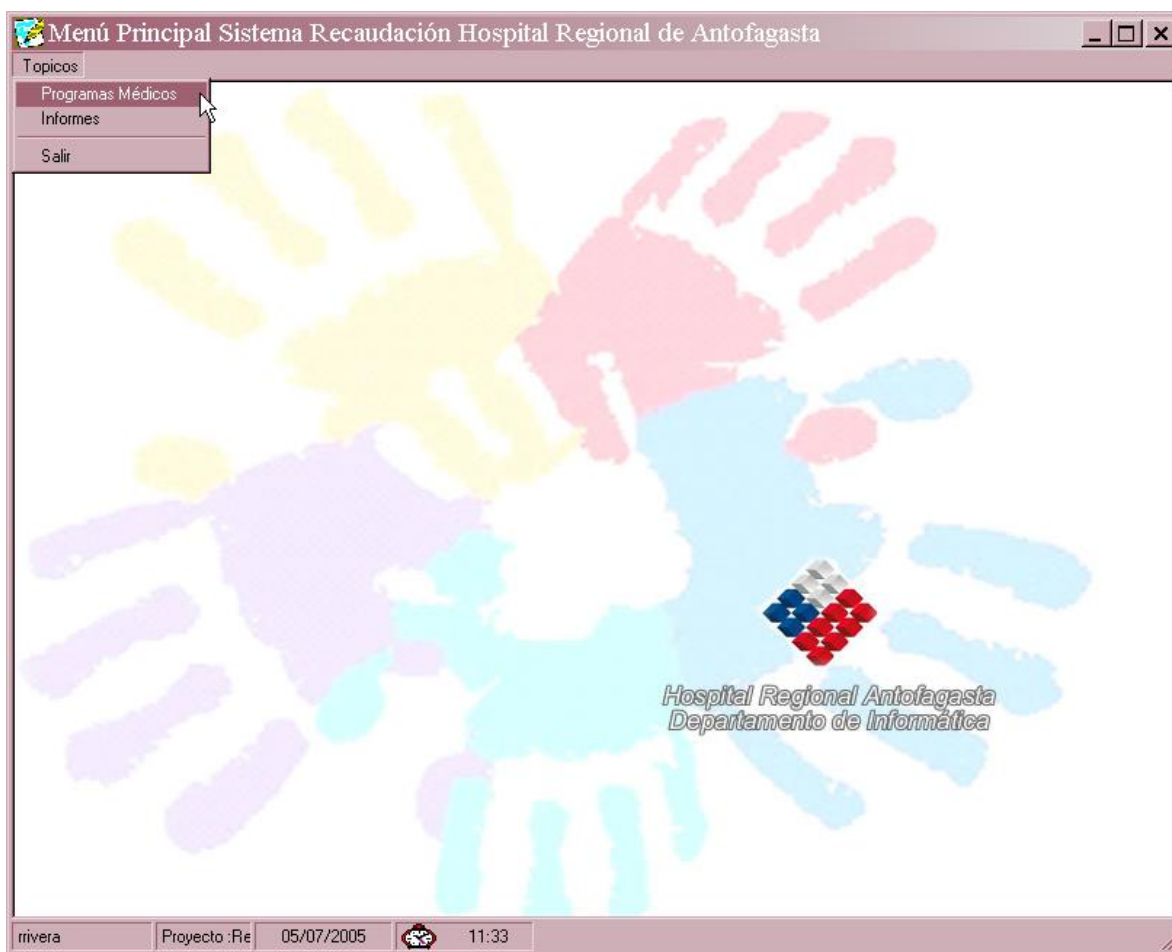 Menú Principal Sistema Recaudación Hospital Regional de Antofagasta
Topicos
Programas Médicos
Informes
Salir
Hospital Regional Antofagasta
Departamento de Informática
rrivera Proyecto :Re 05/07/2005 11:33